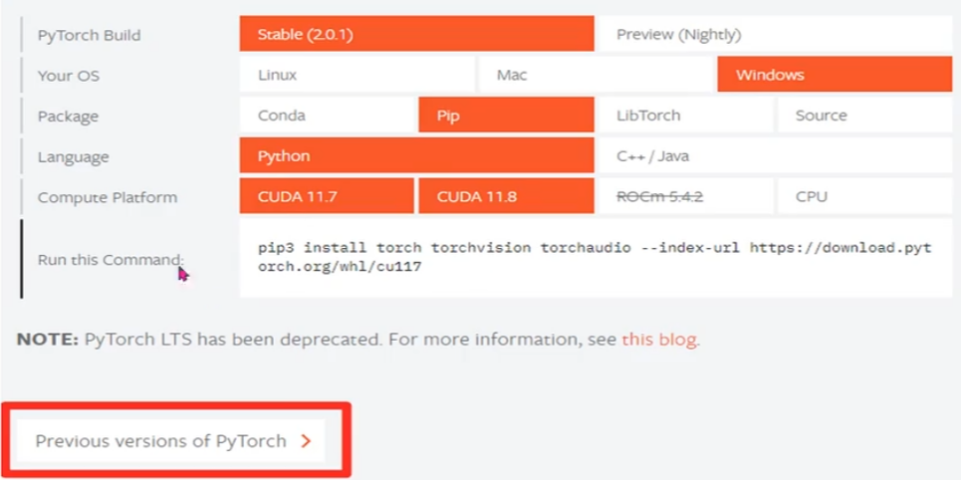 PyTorch Build Stable (2.0.1) Preview (Nightly)
Your OS Linux Mac Windows
Package Conda Pip LibTorch Source
Language Python C++ / Java
Compute Platform CUDA 11.7 CUDA 11.8 ROCm 5.4.2 CPU
Run this Command: pip3 install torch torchvision torchaudio --index-url https://download.pyt
orch.org/whl/cu117
NOTE: PyTorch LTS has been deprecated. For more information, see this blog.
Previous versions of PyTorch >